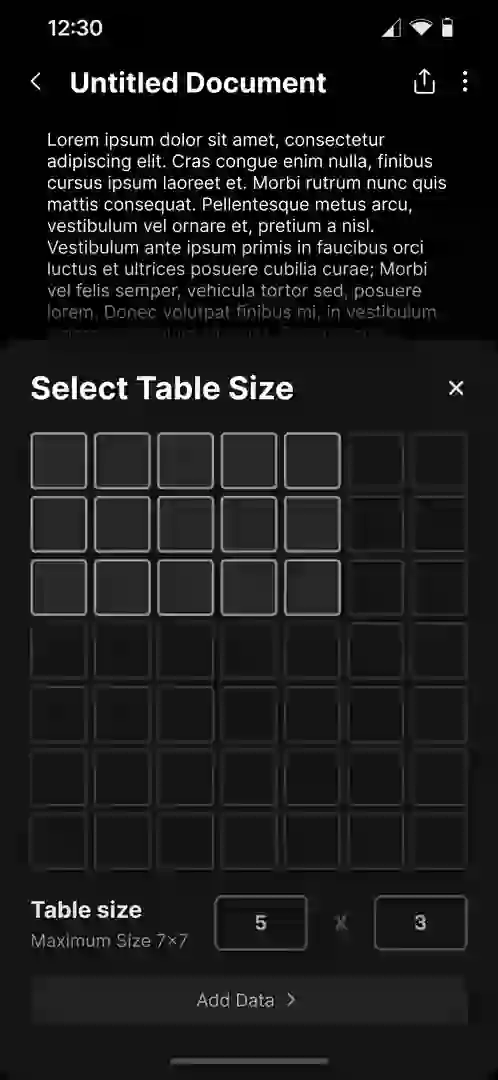 12:30
Untitled Document
Lorem ipsum dolor sit amet, consectetur
adipiscing elit. Cras congue enim nulla, finibus
cursus ipsum laoreet et. Morbi rutrum nunc quis
mattis consequat. Pellentesque metus arcu,
vestibulum vel ornare et, pretium a nisl.
Vestibulum ante ipsum primis in faucibus orci
luctus et ultrices posuere cubilia curae; Morbi
vel felis semper, vehicula tortor sed, posuere
lorem. Donec volutpat finibus mi, in vestibulum
Select Table Size
Table size
Maximum Size 7×7
5 X 3
Add Data